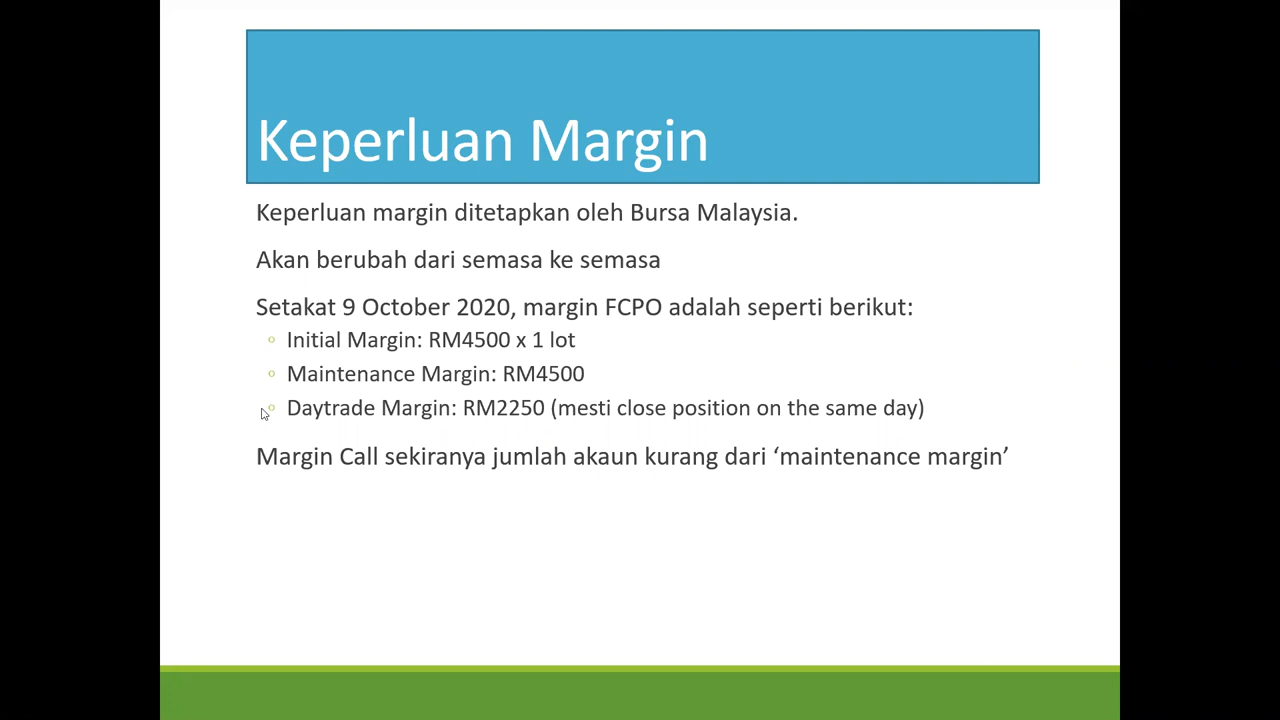 Keperluan Margin
Keperluan margin ditetapkan oleh Bursa Malaysia.
Akan berubah dari semasa ke semasa
Setakat 9 October 2020, margin FCPO adalah seperti berikut:
Initial Margin: RM4500 x 1 lot
Maintenance Margin: RM4500
Daytrade Margin: RM2250 (mesti close position on the same day)
Margin Call sekiranya jumlah akaun kurang dari ‘maintenance margin’